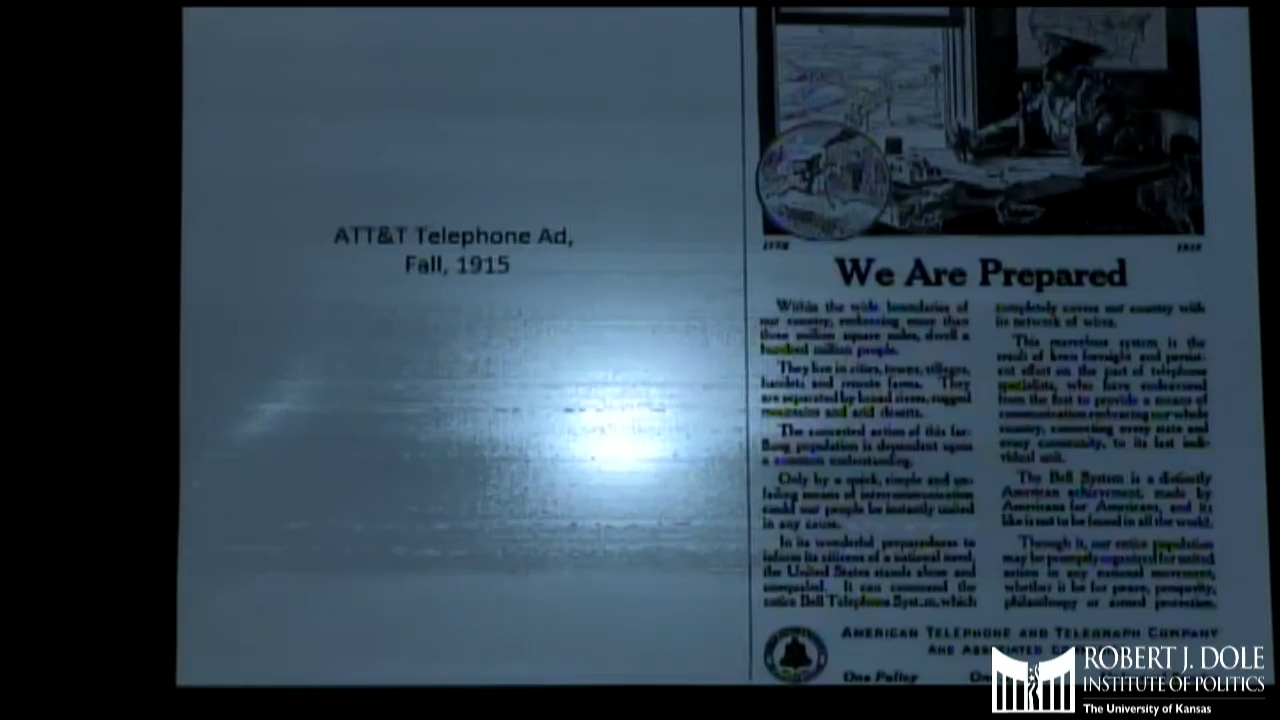 ATT&T Telephone Ad,
Fall, 1915
We Are Prepared
Within the wide boundaries of
our country, embracing more than
three million square miles, dwell a
hundred million people.
They live in cities, towns, villages,
hamlets and remote farms. They
are separated by broad rivers, rugged
mountains and arid deserts.
The concerted action of this far-
flung population is dependent upon
a common understanding.
Only by a quick, simple and un-
failing means of intercommunication
could our people be instantly united
in any cause.
In its wonderful preparedness to
inform its citizens of a national need,
the United States stands alone and
unequaled. It can command the
entire Bell Telephone System, which
completely covers our country with
its network of wires.
This marvelous system is the
result of keen foresight and persist-
ent effort on the part of telephone
specialists, who have endeavored
from the first to provide a means of
communication embracing our whole
country, connecting every state and
every community, to its last indi-
vidual unit.
The Bell System is a distinctly
American achievement, made by
Americans for Americans, and its
like is not to be found in all the world.
Through it, our entire population
may be promptly organized for united
action in any national movement,
whether it be for peace, prosperity,
philanthropy or armed protection.
AMERICAN TELEPHONE AND TELEGRAPH COMPANY
AND ASSOCIATED
One Policy
ROBERT J. DOLE
INSTITUTE OF POLITICS
The University of Kansas